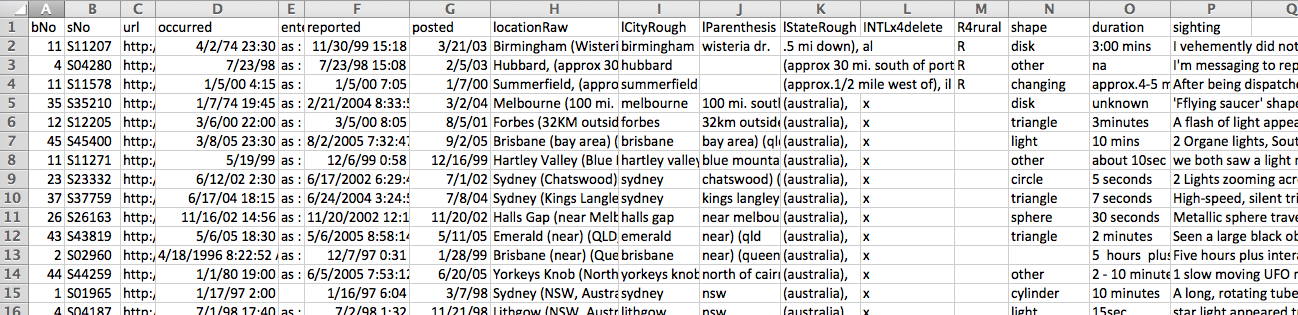 A B C D E F G H I J K L M N O P Q
1 bNo sNo url occurred ente reported posted locationRaw lCityRough lParenthesis lStateRough INTLx4delete R4rural shape duration sighting
2 11 S11207 http:/ 4/2/74 23:30 as : 11/30/99 15:18 3/21/03 Birmingham (Wisteri birmingham wisteria dr. .5 mi down), al R disk 3:00 mins I vehemently did not
3 4 S04280 http:/ 7/23/98 as : 7/23/98 15:08 2/5/03 Hubbard, (approx 30 hubbard (approx 30 mi. south of port R other na I'm messaging to rep
4 11 S11578 http:/ 1/5/00 4:15 as : 1/5/00 7:05 1/7/00 Summerfield, (appro summerfield (approx.1/2 mile west of), il R changing approx.4-5 m After being dispatche
5 35 S35210 http:/ 1/7/74 19:45 as : 2/21/2004 8:33:5 3/2/04 Melbourne (100 mi. melbourne 100 mi. sout (australia), x disk unknown 'Fflying saucer' shape
6 12 S12205 http:/ 3/6/00 22:00 as : 3/5/00 8:05 8/5/01 Forbes (32KM outsid forbes 32km outside (australia), x triangle 3minutes A flash of light appea
7 45 S45400 http:/ 3/8/05 23:30 as : 8/2/2005 7:32:47 9/2/05 Brisbane (bay area) ( brisbane bay area) (ql (australia), x light 10 mins 2 Organe lights, Sout
8 11 S11271 http:/ 5/19/99 as : 12/6/99 0:58 12/16/99 Hartley Valley (Blue hartley valley blue mounta (australia), x other about 10sec we both saw a light
9 23 S23332 http:/ 6/12/02 2:30 as : 6/17/2002 6:29:4 7/1/02 Sydney (Chatswood) sydney chatswood) ( (australia), x circle 5 seconds 2 Lights zooming acr
10 37 S37759 http:/ 6/17/04 18:15 as : 6/24/2004 3:24:5 7/8/04 Sydney (Kings Langle sydney kings langley (australia), x triangle 7 seconds High-speed, silent tri
11 26 S26163 http:/ 11/16/02 14:56 as : 11/20/2002 12:1 11/20/02 Halls Gap (near Melb halls gap near melbou (australia), x sphere 30 seconds Metallic sphere trave
12 43 S43819 http:/ 5/6/05 18:30 as : 5/6/2005 8:58:14 5/11/05 Emerald (near) (QLD, emerald near) (qld (australia), x triangle 2 minutes Seen a large black ob
13 2 S02960 http:/ 4/18/1996 8:22:52 as : 12/7/97 0:31 1/28/99 Brisbane (near) (Que brisbane near) (queen (australia), x 5 hours plus Five hours plus intera
14 44 S44259 http:/ 1/1/80 19:00 as : 6/5/2005 7:53:12 6/20/05 Yorkeys Knob (North yorkeys knob north of cairn (australia), x other 2 - 10 minute 1 slow moving UFO
15 1 S01965 http:/ 1/17/97 2:00 1/16/97 6:04 3/7/98 Sydney (NSW, Austra sydney nsw (australia), x cylinder 10 minutes A long, rotating tube
16 4 S04187 http:/ 7/1/98 17:40 as : 7/2/98 1:32 11/21/98 Lithgow (NSW, Austr lithgow nsw (australia), x light 15sec star light appeared